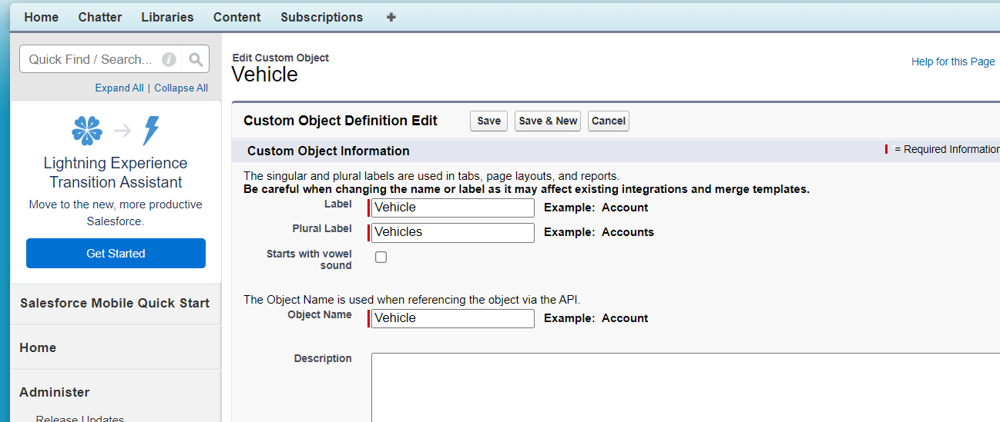 Home Chatter Libraries Content Subscriptions +
Quick Find / Search... i
Expand All | Collapse All
Lightning Experience
Transition Assistant
Move to the new, more productive
Salesforce.
Get Started
Salesforce Mobile Quick Start
Home
Administer
Release Updates
Edit Custom Object
Vehicle
Help for this Page
Custom Object Definition Edit Save Save & New Cancel
Custom Object Information
= Required Information
The singular and plural labels are used in tabs, page layouts, and reports.
Be careful when changing the name or label as it may affect existing integrations and merge templates.
Label Vehicle Example: Account
Plural Label Vehicles Example: Accounts
Starts with vowel
sound
The Object Name is used when referencing the object via the API.
Object Name Vehicle Example: Account
Description